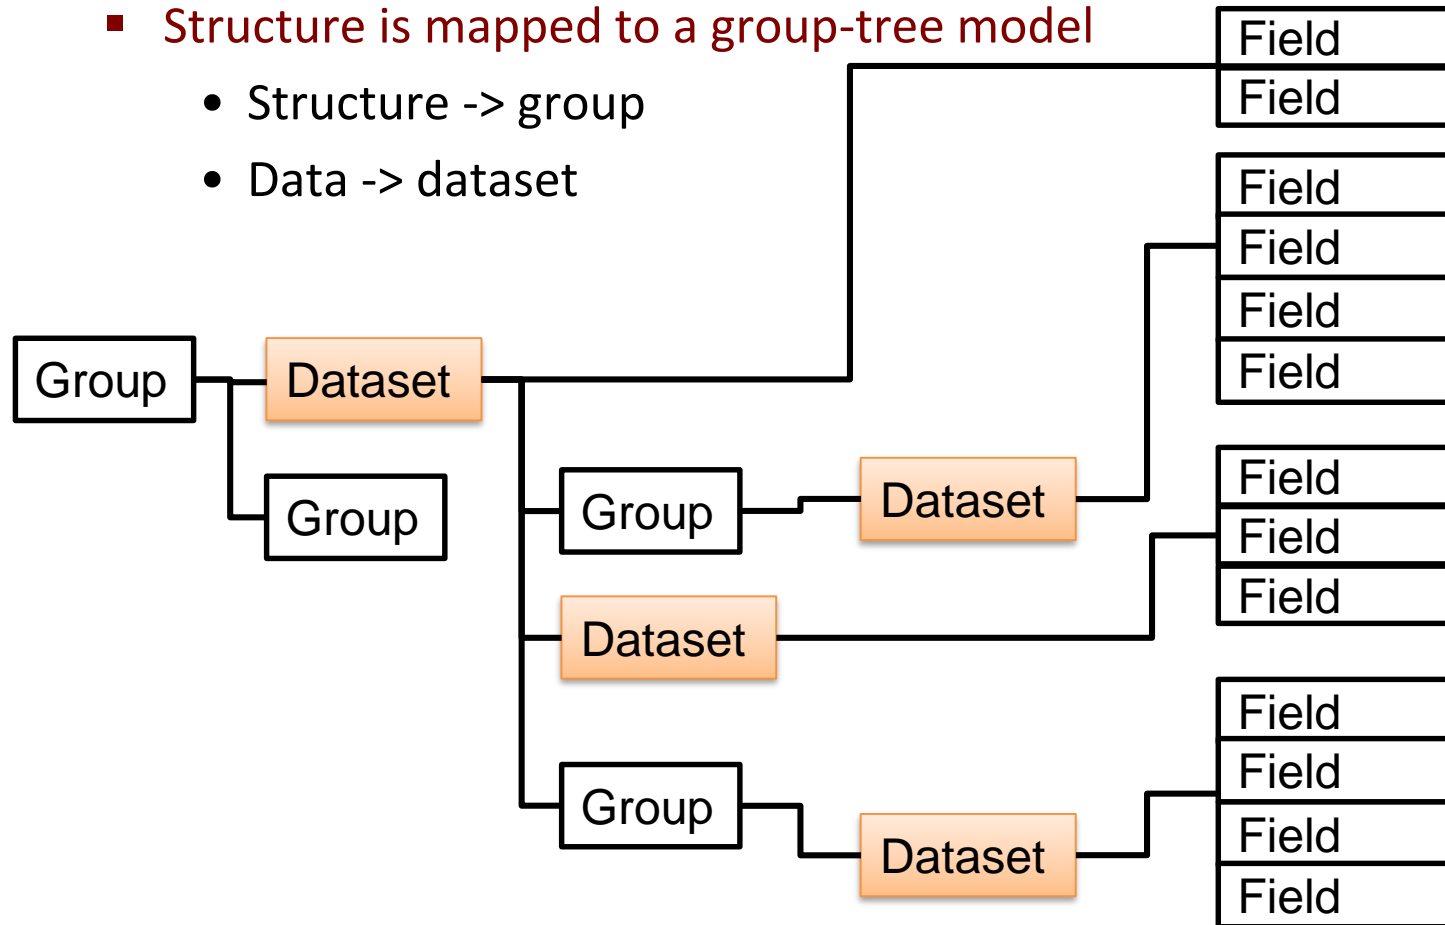 ▪ Structure is mapped to a group-tree model
• Structure -> group
• Data -> dataset
Field
Field
Field
Field
Field
Field
Group
Dataset
Group
Group
Dataset
Field
Field
Field
Dataset
Group
Dataset
Field
Field
Field
Field